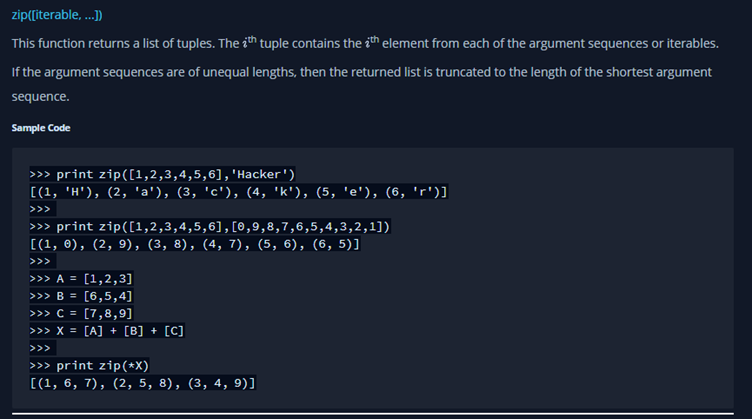 zip([iterable, ...])
This function returns a list of tuples. The ith tuple contains the ith element from each of the argument sequences or iterables.
If the argument sequences are of unequal lengths, then the returned list is truncated to the length of the shortest argument
sequence.
Sample Code
>>> print zip([1,2,3,4,5,6],'Hacker')
[(1, 'H'), (2, 'a'), (3, 'c'), (4, 'k'), (5, 'e'), (6, 'r')]
>>>
>>> print zip([1,2,3,4,5,6],[0,9,8,7,6,5,4,3,2,1])
[(1, 0), (2, 9), (3, 8), (4, 7), (5, 6), (6, 5)]
>>>
>>> A = [1,2,3]
>>> B = [6,5,4]
>>> C = [7,8,9]
>>> X = [A] + [B] + [C]
>>>
>>> print zip(*X)
[(1, 6, 7), (2, 5, 8), (3, 4, 9)]